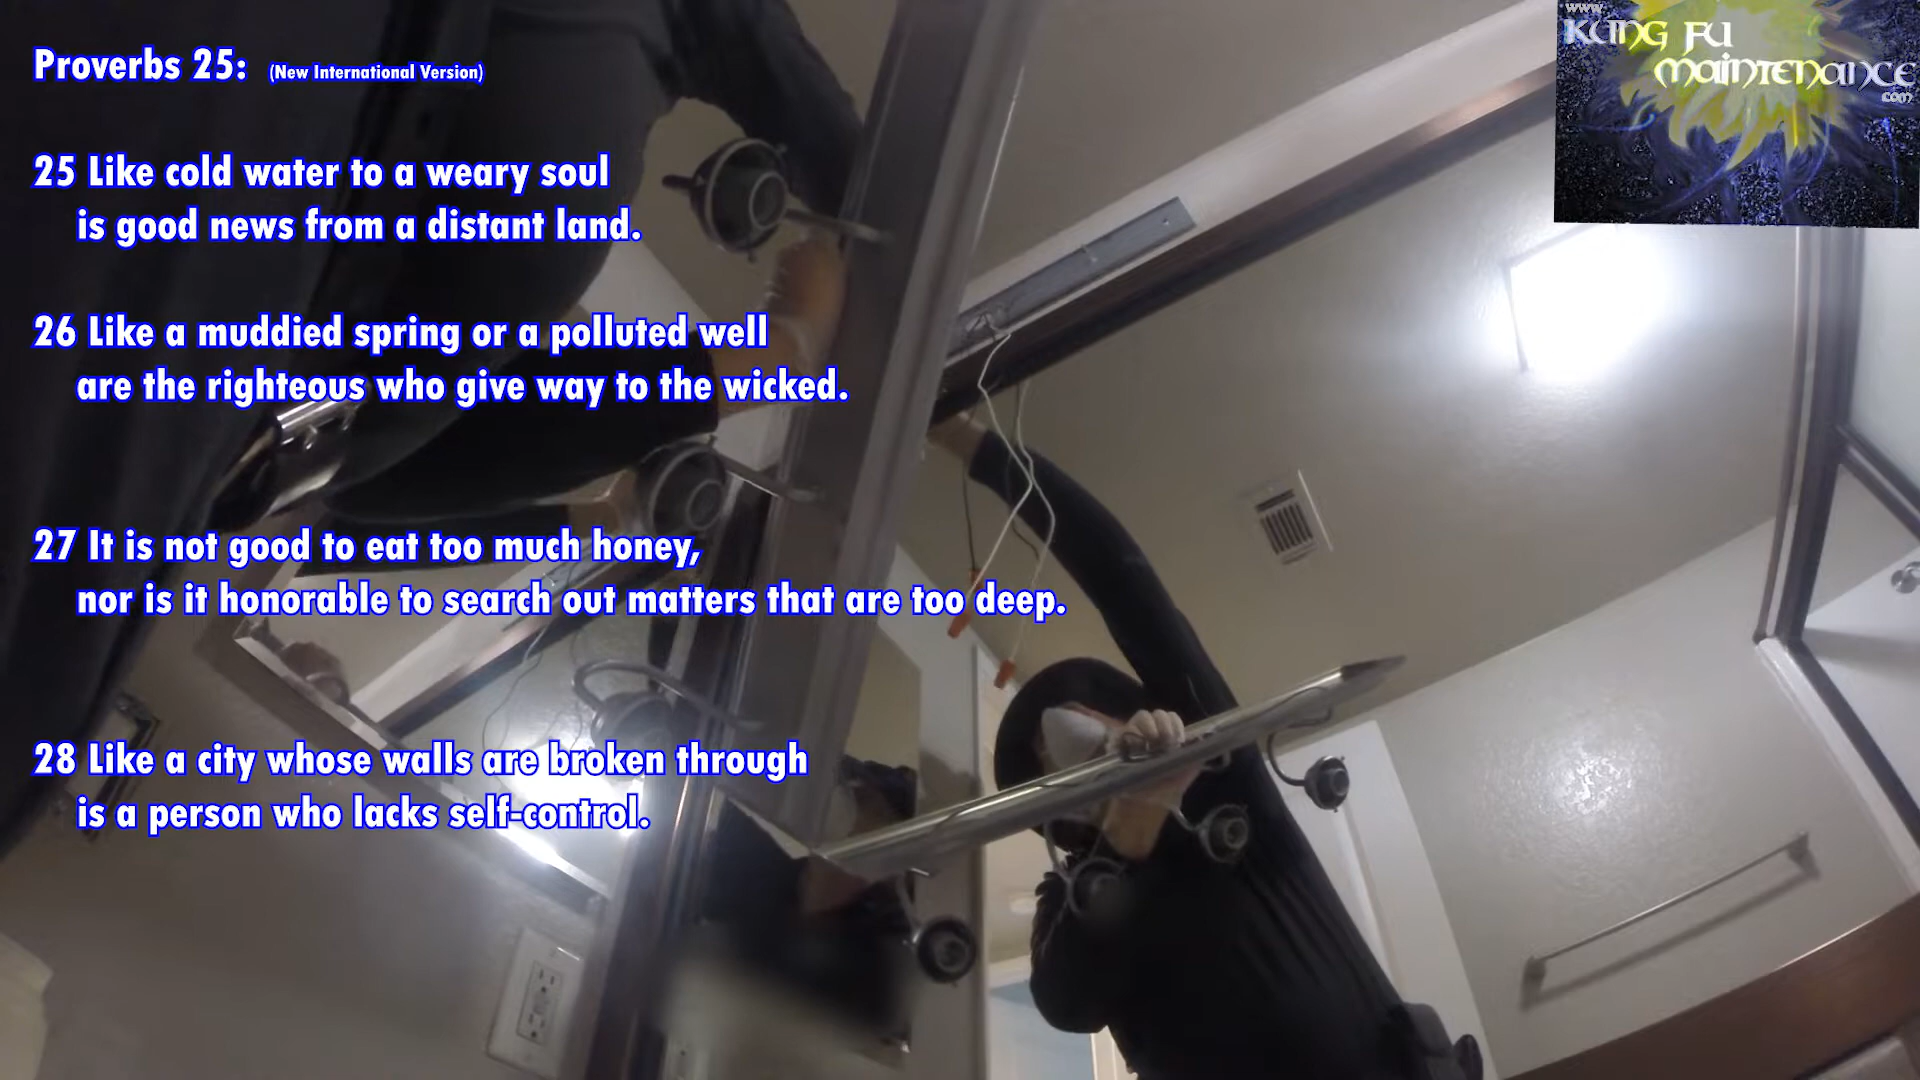 Proverbs 25: (New International Version)
25 Like cold water to a weary soul
is good news from a distant land.
26 Like a muddied spring or a polluted well
are the righteous who give way to the wicked.
27 It is not good to eat too much honey,
nor is it honorable to search out matters that are too deep.
28 Like a city whose walls are broken through
is a person who lacks self-control.
www.
KUNG FU
MAINTENANCE
.com